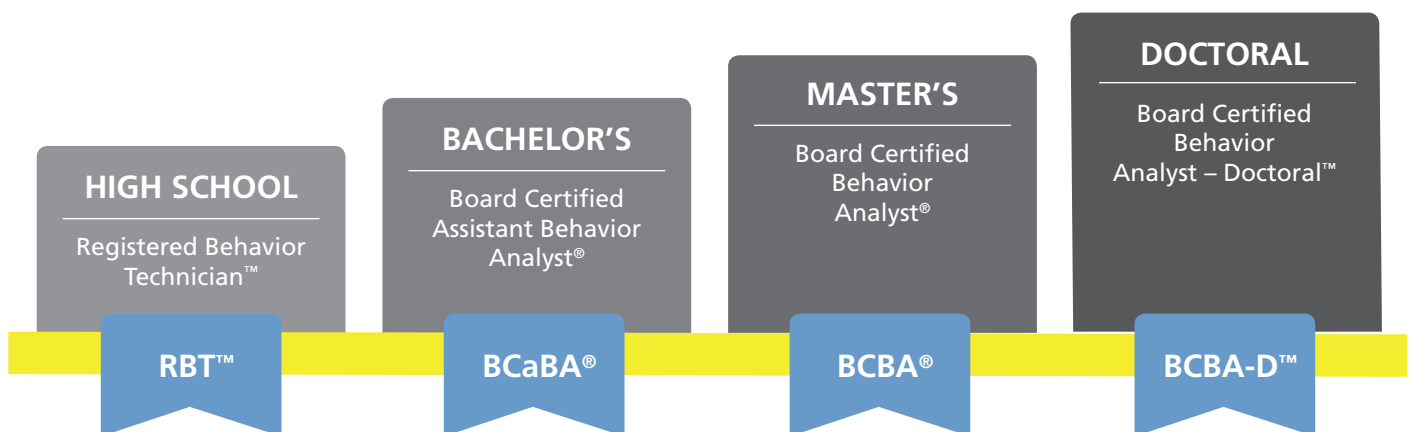 HIGH SCHOOL
Registered Behavior
Technician™
RBT™
BACHELOR’S
Board Certified
Assistant Behavior
Analyst®
BCaBA®
MASTER’S
Board Certified
Behavior
Analyst®
BCBA®
DOCTORAL
Board Certified
Behavior
Analyst – Doctoral™
BCBA-D™